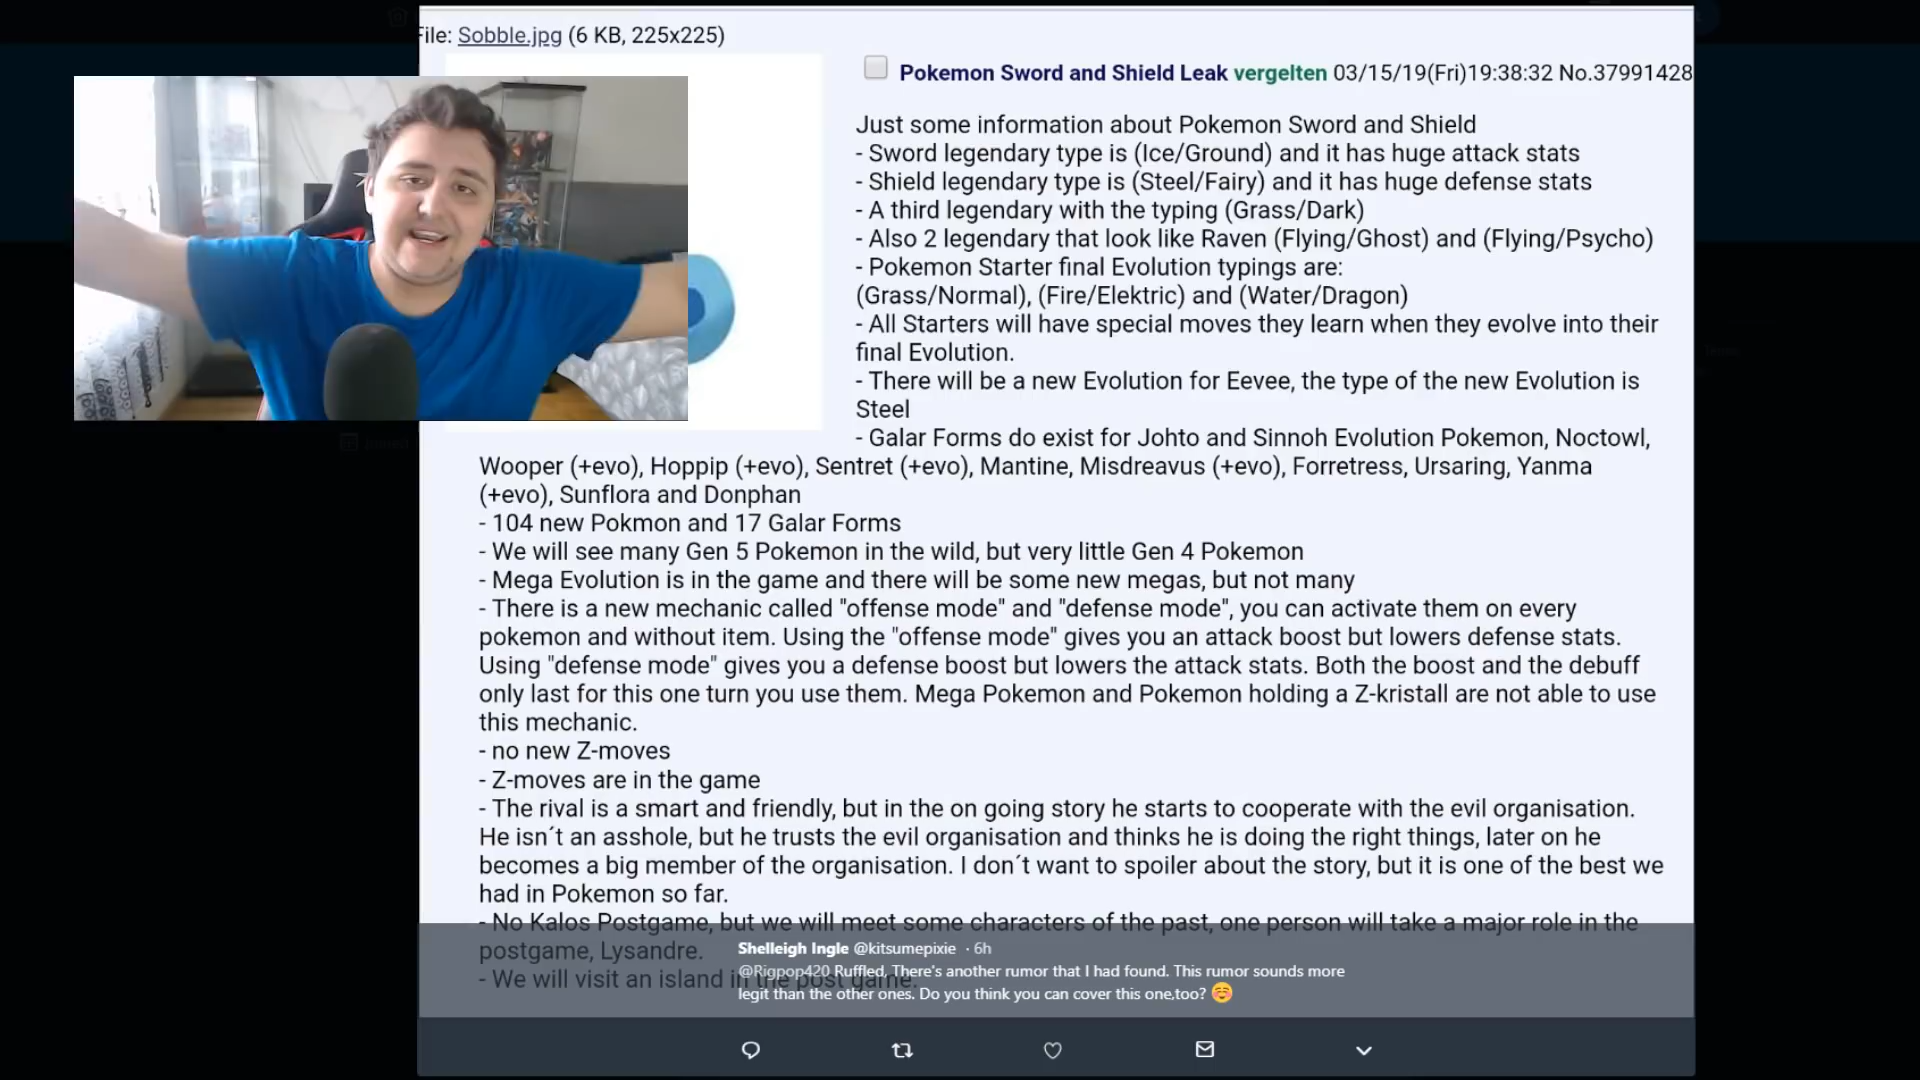 File: Sobble.jpg (6 KB, 225x225)
Pokemon Sword and Shield Leak vergelten 03/15/19(Fri)19:38:32 No.37991428
Just some information about Pokemon Sword and Shield
- Sword legendary type is (Ice/Ground) and it has huge attack stats
- Shield legendary type is (Steel/Fairy) and it has huge defense stats
- A third legendary with the typing (Grass/Dark)
- Also 2 legendary that look like Raven (Flying/Ghost) and (Flying/Psycho)
- Pokemon Starter final Evolution typings are:
(Grass/Normal), (Fire/Elektric) and (Water/Dragon)
- All Starters will have special moves they learn when they evolve into their
final Evolution.
- There will be a new Evolution for Eevee, the type of the new Evolution is
Steel
- Galar Forms do exist for Johto and Sinnoh Evolution Pokemon, Noctowl,
Wooper (+evo), Hoppip (+evo), Sentret (+evo), Mantine, Misdreavus (+evo), Forretress, Ursaring, Yanma
(+evo), Sunflora and Donphan
- 104 new Pokmon and 17 Galar Forms
- We will see many Gen 5 Pokemon in the wild, but very little Gen 4 Pokemon
- Mega Evolution is in the game and there will be some new megas, but not many
- There is a new mechanic called "offense mode" and "defense mode", you can activate them on every
pokemon and without item. Using the "offense mode" gives you an attack boost but lowers defense stats.
Using "defense mode" gives you a defense boost but lowers the attack stats. Both the boost and the debuff
only last for this one turn you use them. Mega Pokemon and Pokemon holding a Z-kristall are not able to use
this mechanic.
- no new Z-moves
- Z-moves are in the game
- The rival is a smart and friendly, but in the on going story he starts to cooperate with the evil organisation.
He isn´t an asshole, but he trusts the evil organisation and thinks he is doing the right things, later on he
becomes a big member of the organisation. I don´t want to spoiler about the story, but it is one of the best we
had in Pokemon so far.
- No Kalos Postgame, but we will meet some characters of the past, one person will take a major role in the
postgame, Lysandre.
- We will visit an island in the post game.
Shelleigh Ingle @kitsumepixie · 6h
@Rigpop420 Ruffled, There's another rumor that I had found. This rumor sounds more
legit than the other ones. Do you think you can cover this one,too? ☺️